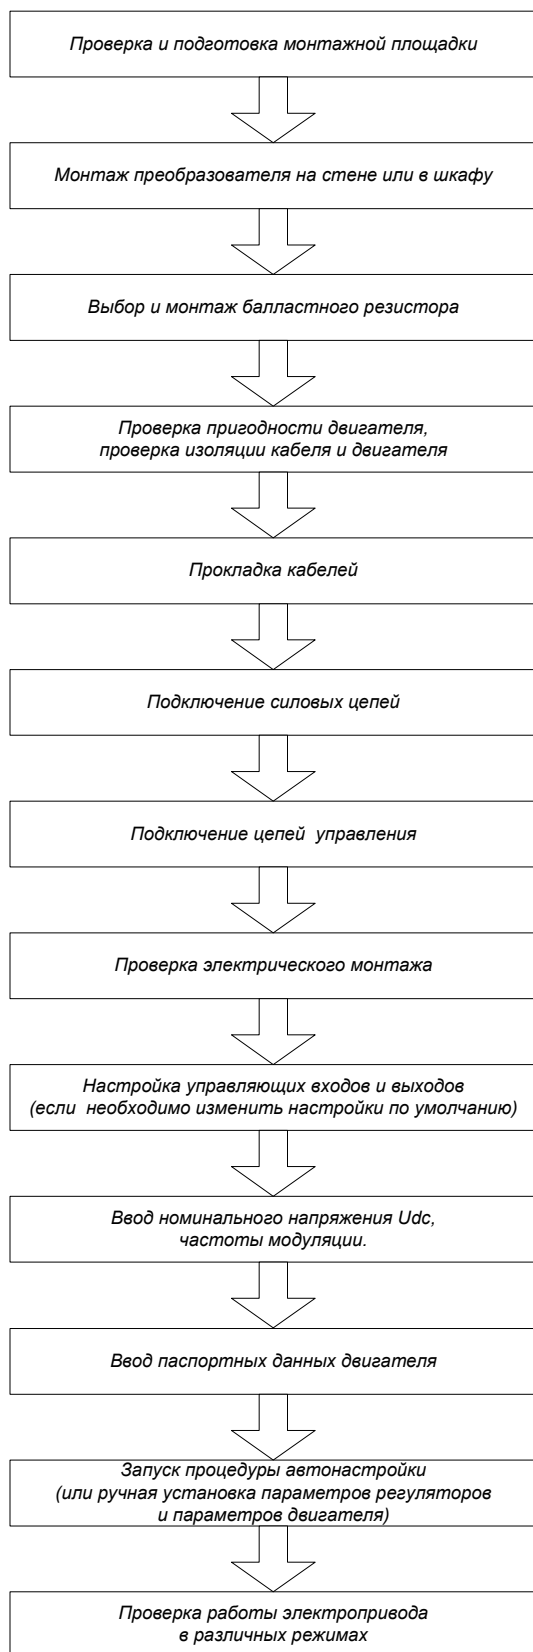 Проверка и подготовка монтажной площадки
Монтаж преобразователя на стене или в шкафу
Выбор и монтаж балластного резистора
Проверка пригодности двигателя,
проверка изоляции кабеля и двигателя
Прокладка кабелей
Подключение силовых цепей
Подключение цепей управления
Проверка электрического монтажа
Настройка управляющих входов и выходов
(если необходимо изменить настройки по умолчанию)
Ввод номинального напряжения Udc,
частоты модуляции.
Ввод паспортных данных двигателя
Запуск процедуры автонастройки
(или ручная установка параметров регуляторов
и параметров двигателя)
Проверка работы электропривода
в различных режимах